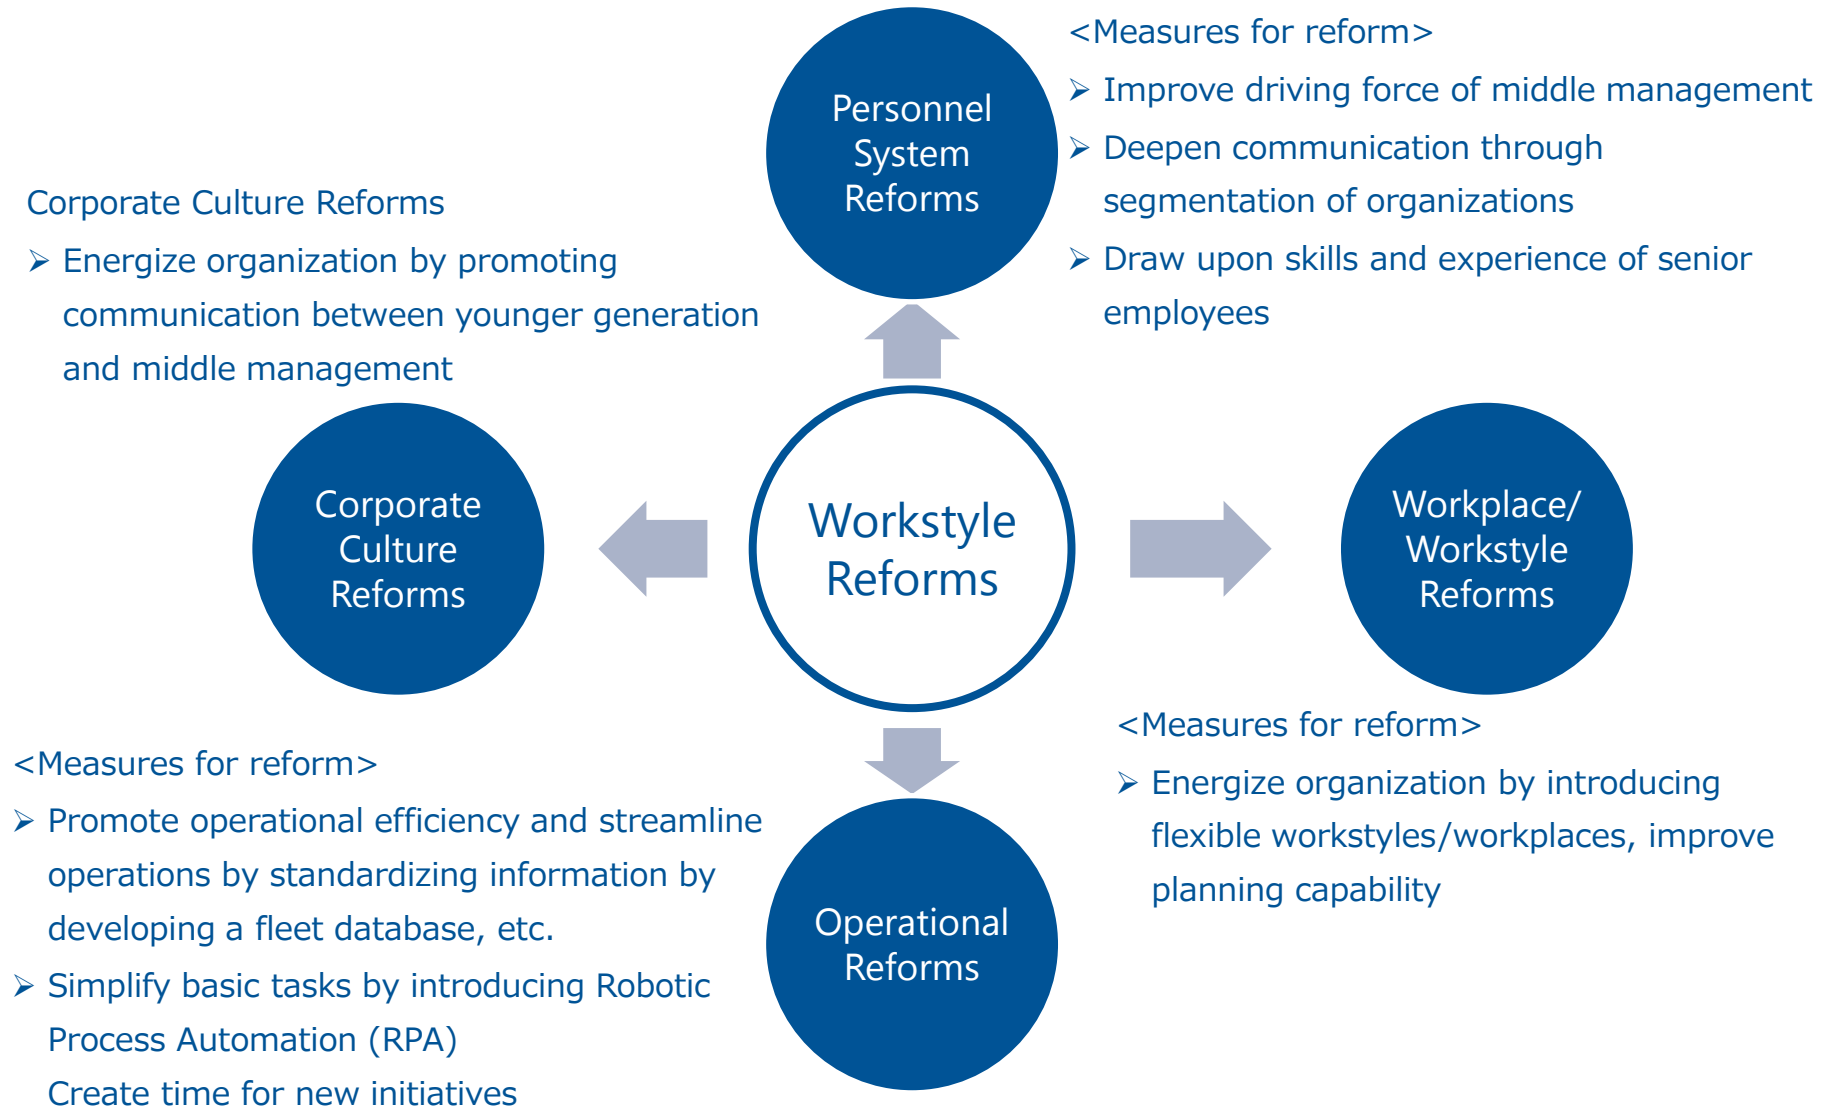 Personnel
System
Reforms
<Measures for reform>
➢ Improve driving force of middle management
➢ Deepen communication through
segmentation of organizations
➢ Draw upon skills and experience of senior
employees
Corporate Culture Reforms
➢ Energize organization by promoting
communication between younger generation
and middle management
Corporate
Culture
Reforms
Workstyle
Reforms
Workplace/
Workstyle
Reforms
<Measures for reform>
➢ Energize organization by introducing
flexible workstyles/workplaces, improve
planning capability
<Measures for reform>
➢ Promote operational efficiency and streamline
operations by standardizing information by
developing a fleet database, etc.
➢ Simplify basic tasks by introducing Robotic
Process Automation (RPA)
Create time for new initiatives
Operational
Reforms